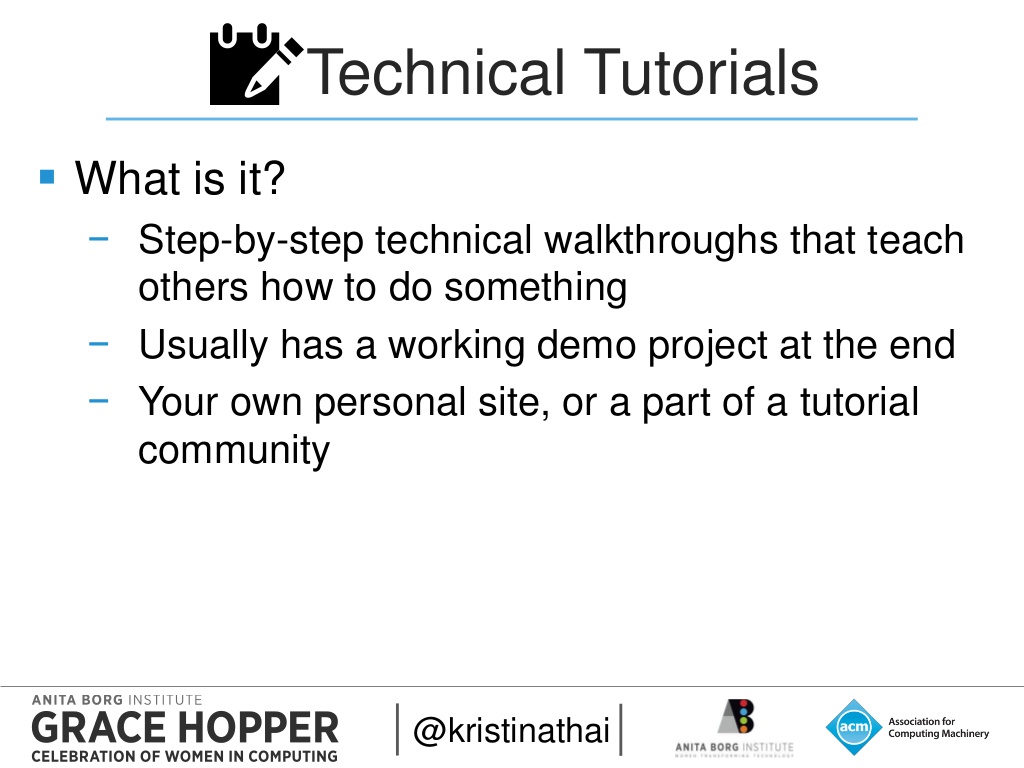 Technical Tutorials
What is it?
– Step-by-step technical walkthroughs that teach
others how to do something
– Usually has a working demo project at the end
– Your own personal site, or a part of a tutorial
community
ANITA BORG INSTITUTE
GRACE HOPPER
CELEBRATION OF WOMEN IN COMPUTING
@kristinathai
AB
ANITA BORG INSTITUTE
WOMEN TRANSFORMING TECHNOLOGY
acm
Association for
Computing Machinery